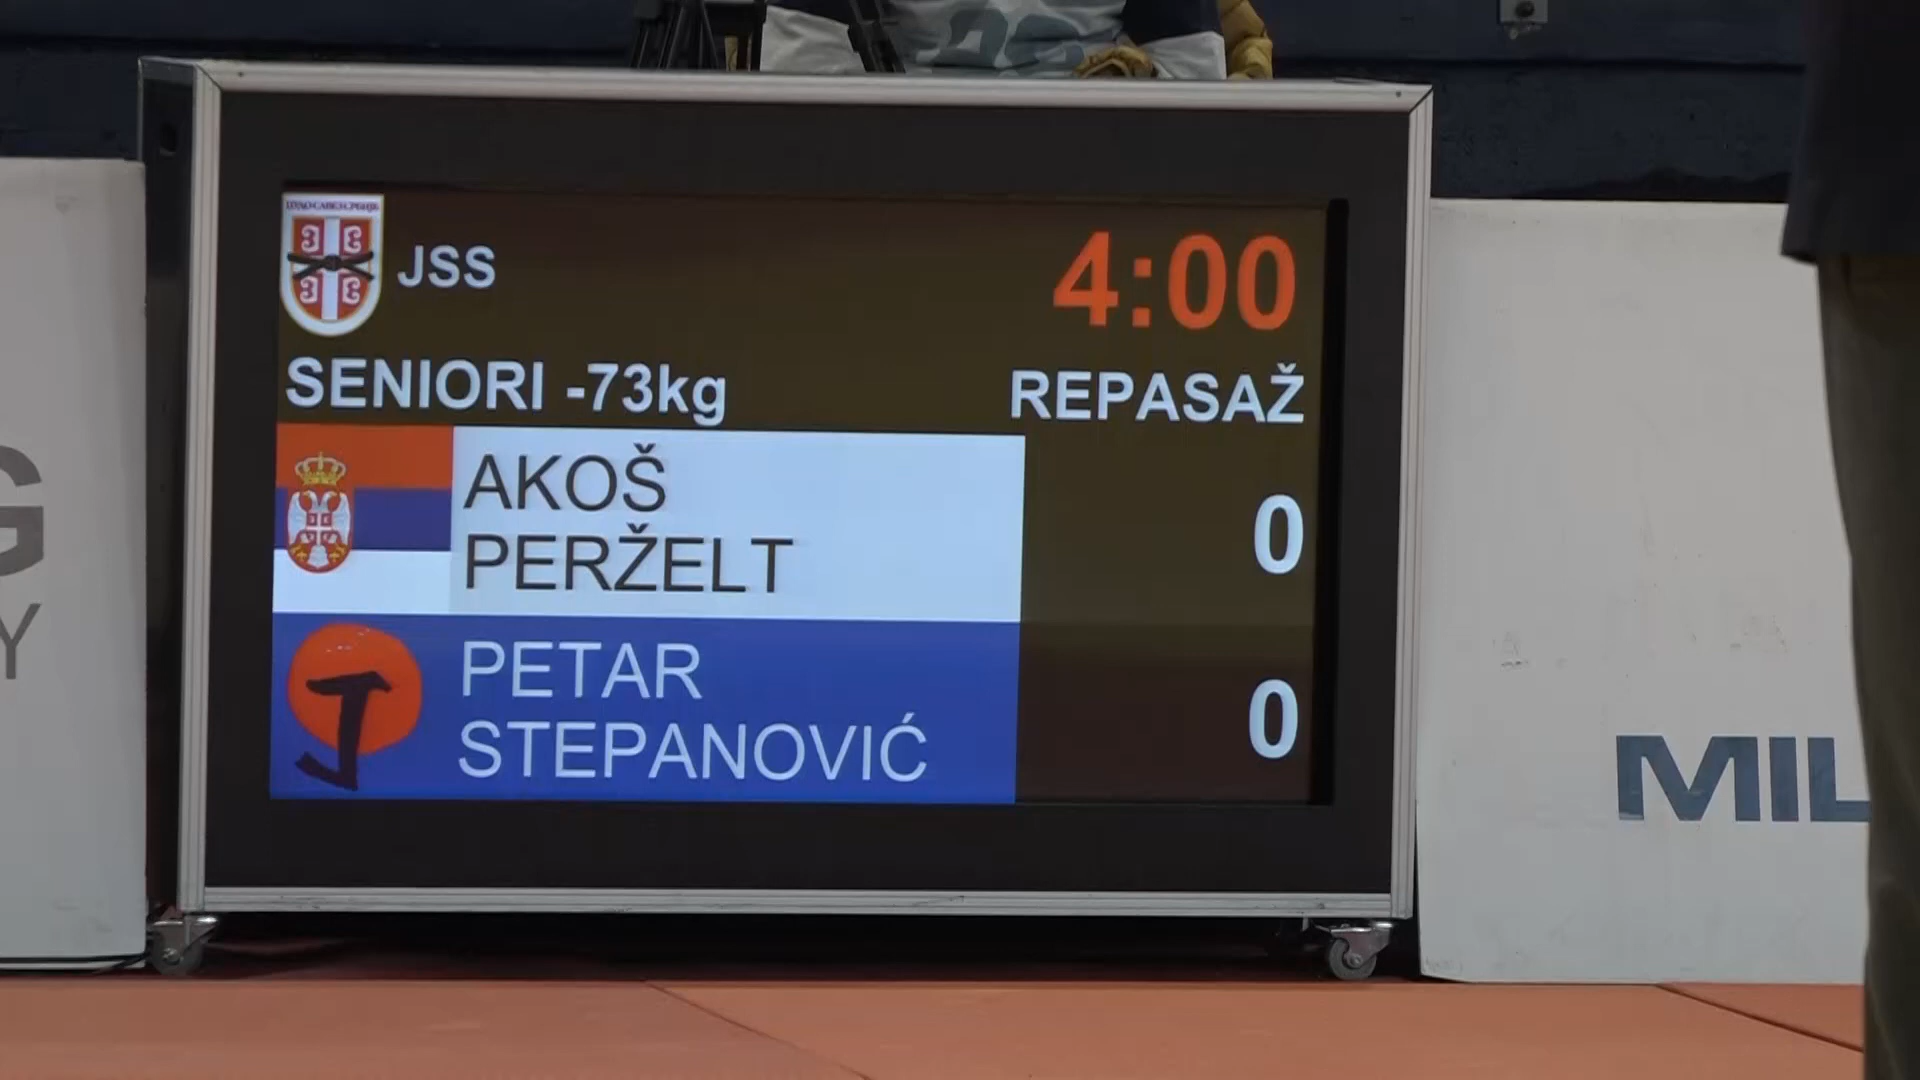 JSS
4:00
SENIORI -73kg
REPASAŽ
AKOŠ
PERŽELT
0
PETAR
STEPANOVIĆ
0
J
G
Y
MIL